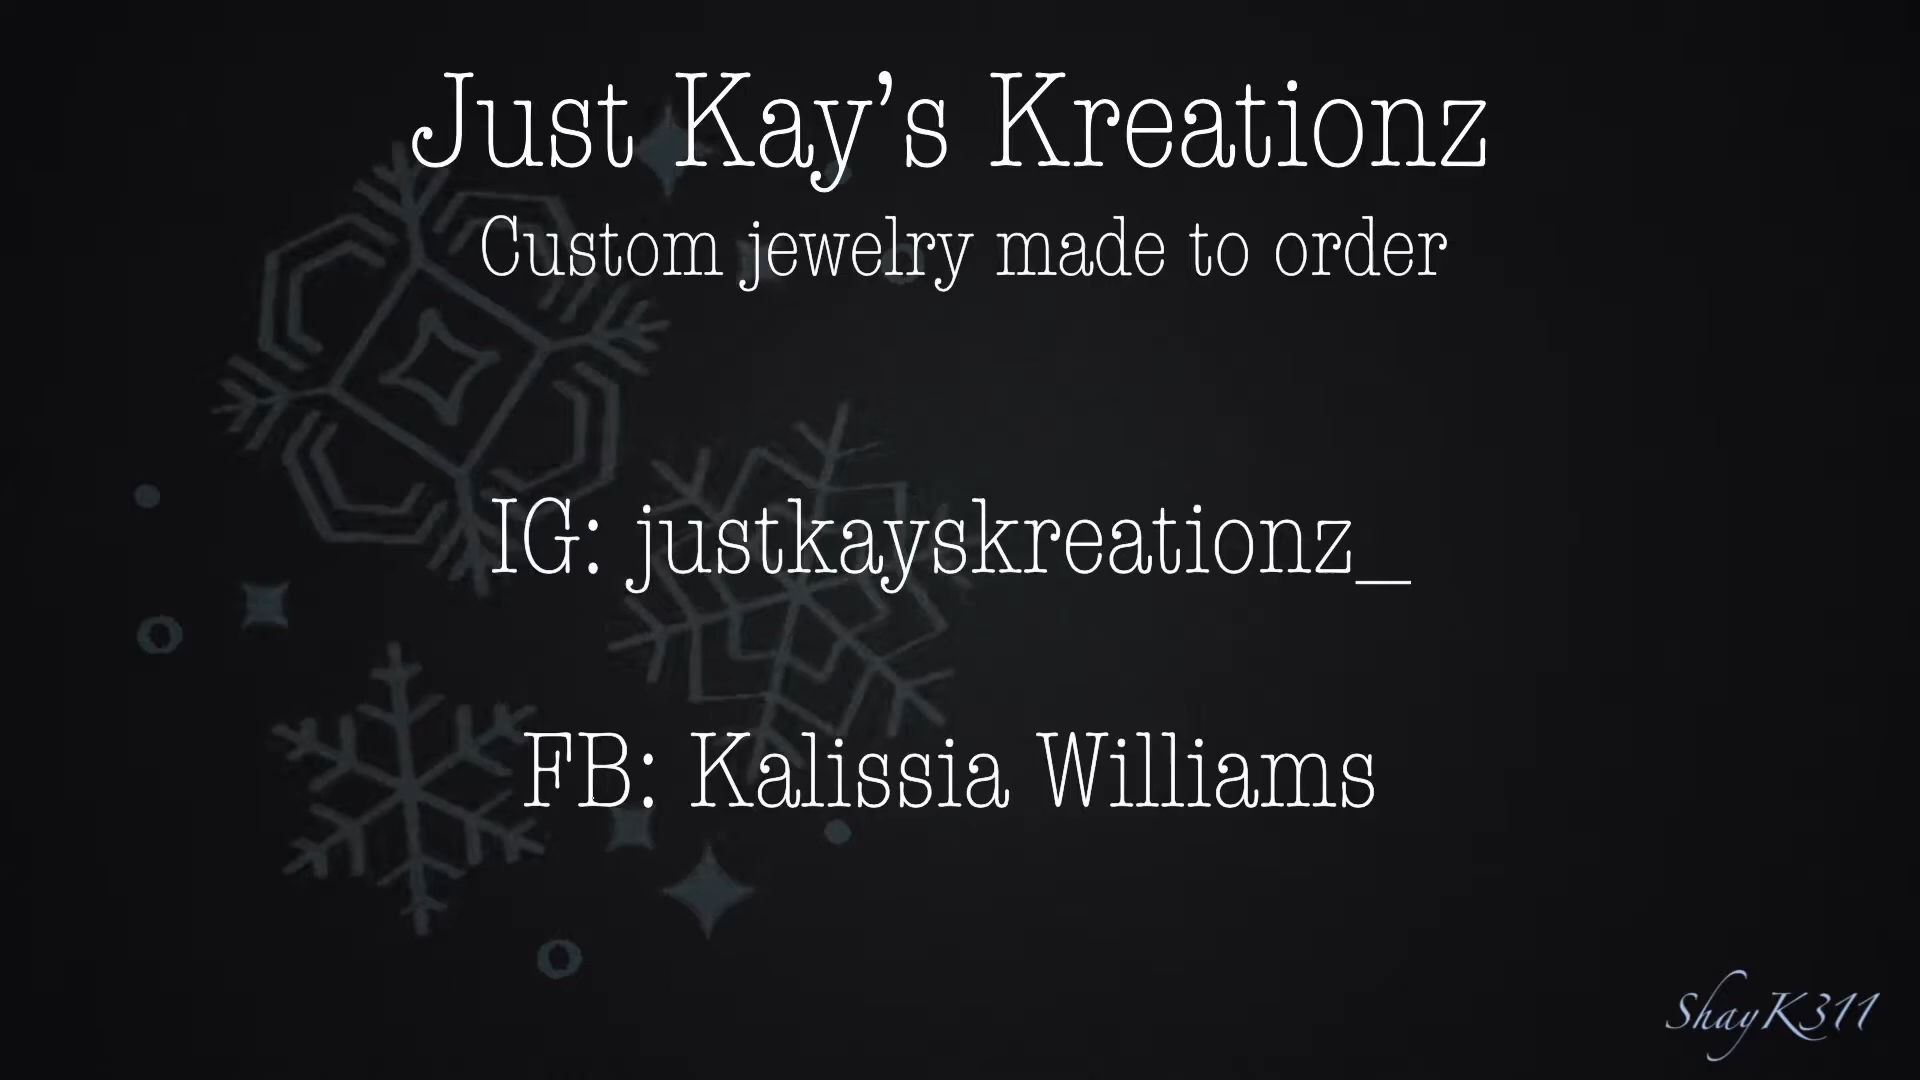 Just Kay’s Kreationz
Custom jewelry made to order
IG: justkayskreationz_
FB: Kalissia Williams
ShayK311